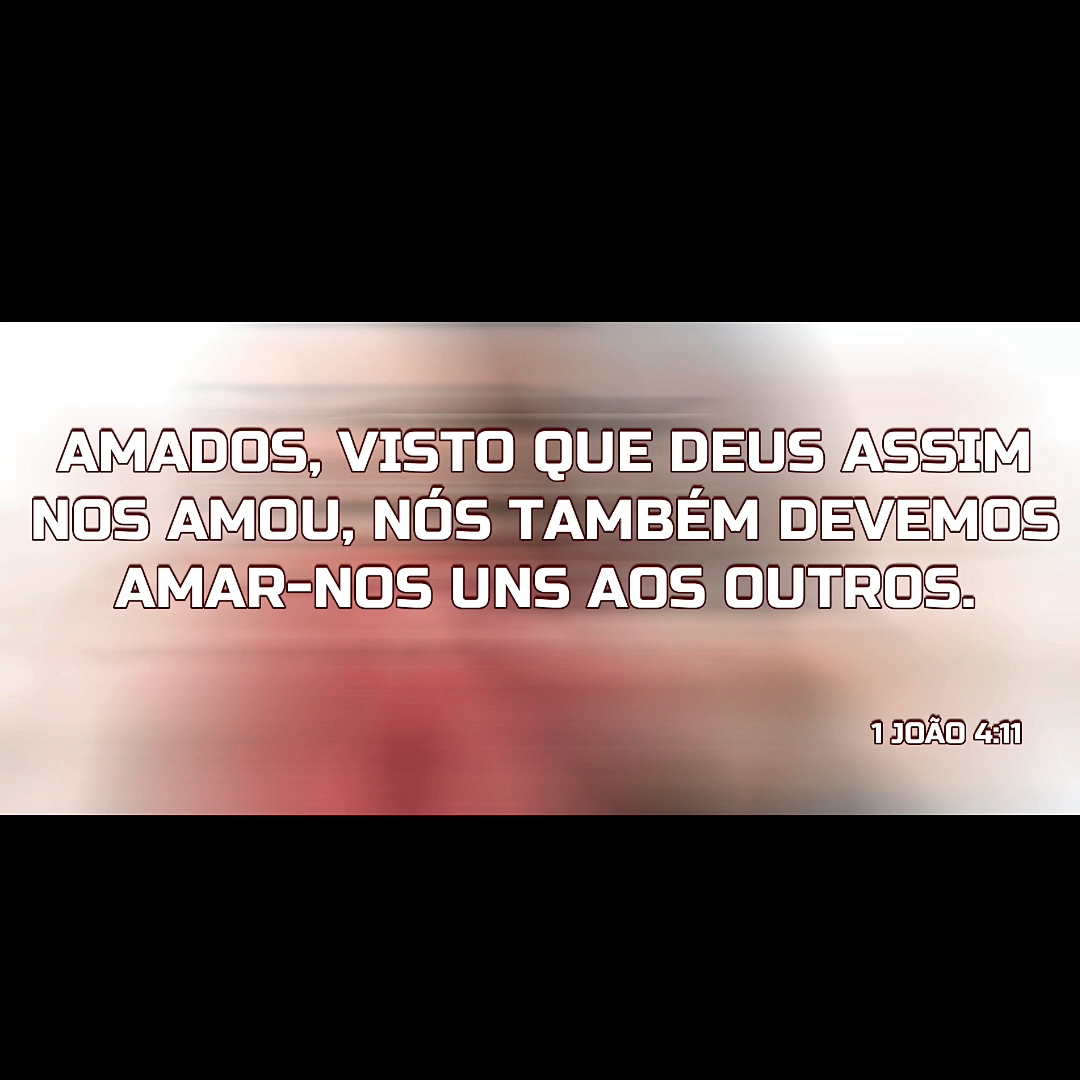 AMADOS, VISTO QUE DEUS ASSIM
NOS AMOU, NÓS TAMBÉM DEVEMOS
AMAR-NOS UNS AOS OUTROS.
1 JOÃO 4:11